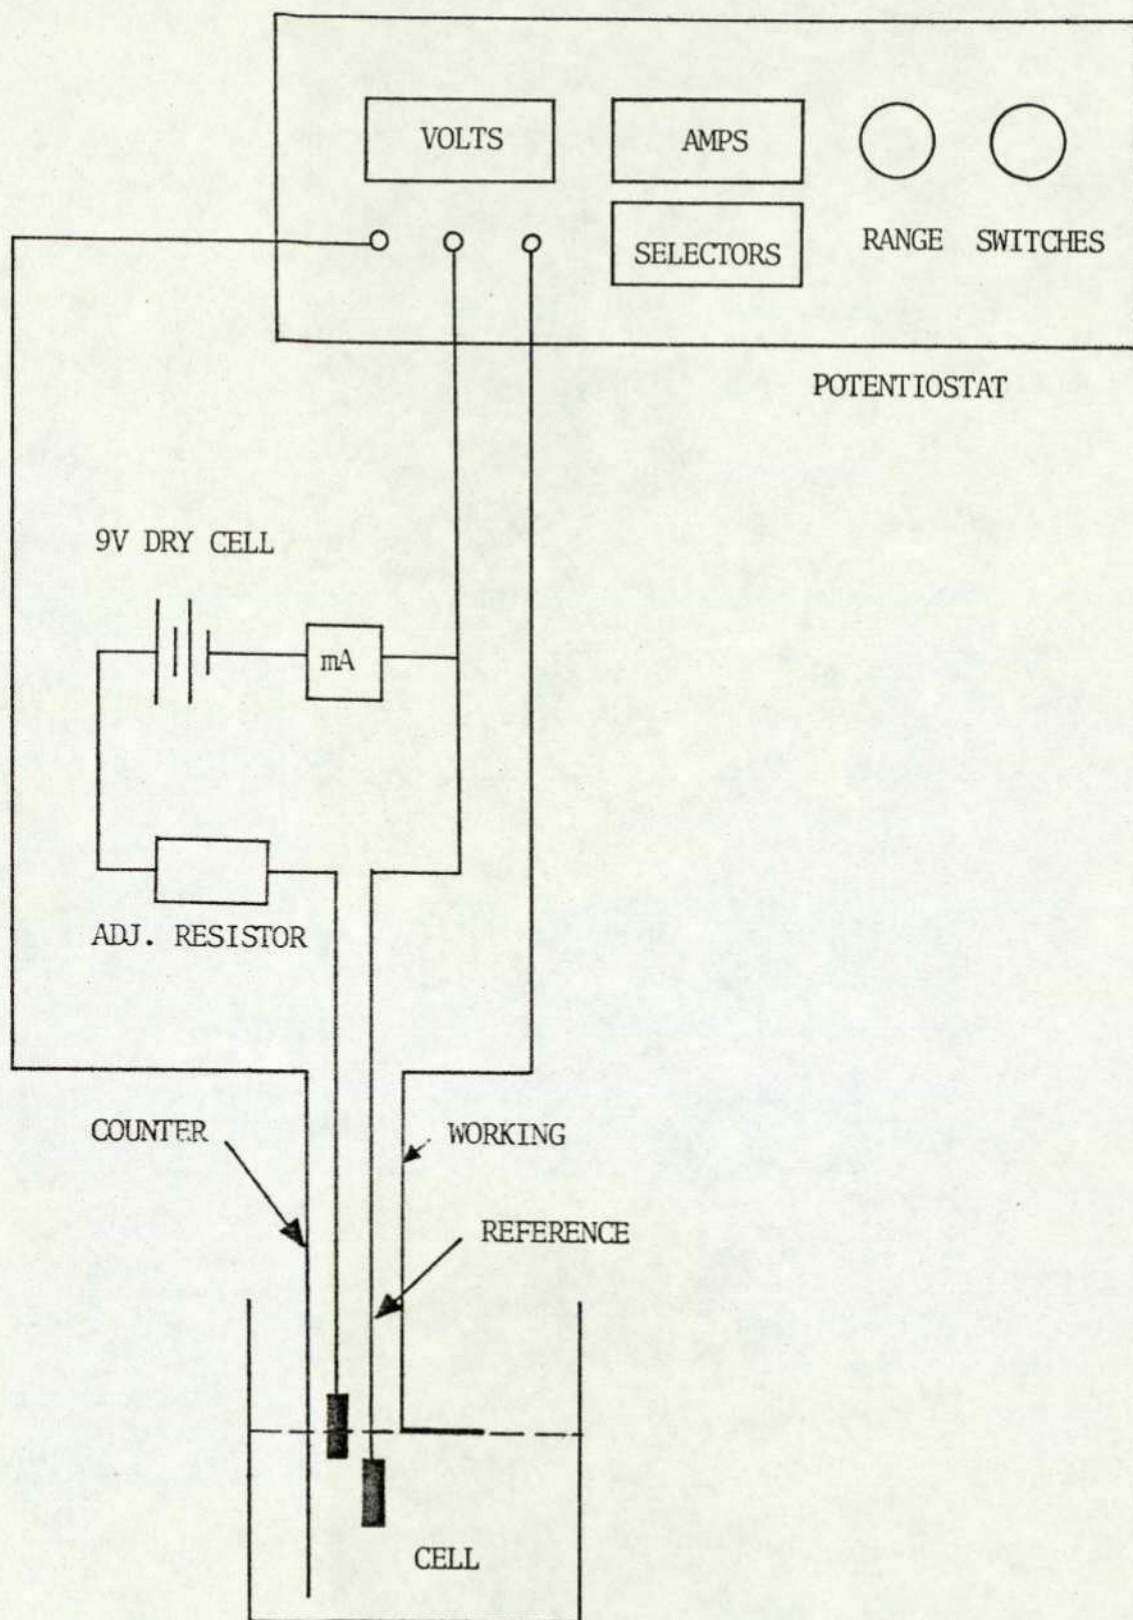 VOLTS AMPS
SELECTORS RANGE SWITCHES
POTENTIOSTAT
9V DRY CELL
mA
ADJ. RESISTOR
COUNTER WORKING
REFERENCE
CELL